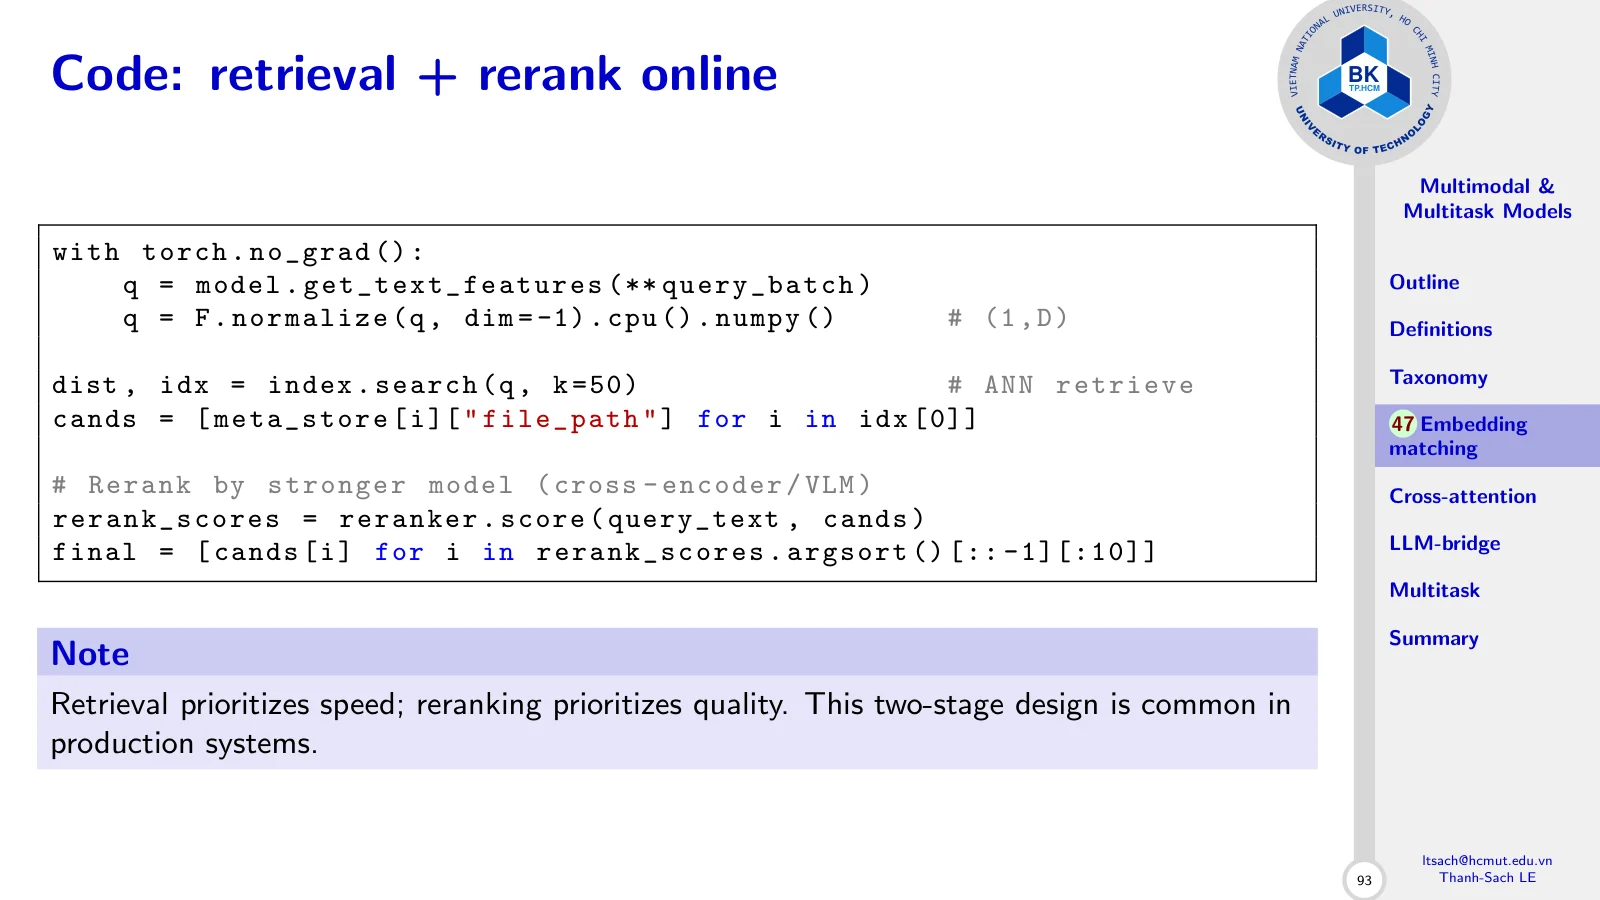 Code: retrieval + rerank online
with torch.no_grad():
    q = model.get_text_features(**query_batch)
    q = F.normalize(q, dim=-1).cpu().numpy()      # (1,D)
dist, idx = index.search(q, k=50)                 # ANN retrieve
cands = [meta_store[i]["file_path"] for i in idx[0]]
# Rerank by stronger model (cross-encoder/VLM)
rerank_scores = reranker.score(query_text, cands)
final = [cands[i] for i in rerank_scores.argsort()[::-1][:10]]
Note
Retrieval prioritizes speed; reranking prioritizes quality. This two-stage design is common in
production systems.
VIETNAM NATIONAL UNIVERSITY, HO CHI MINH CITY
BK
TP.HCM
UNIVERSITY OF TECHNOLOGY
Multimodal &
Multitask Models
Outline
Definitions
Taxonomy
47 Embedding
matching
Cross-attention
LLM-bridge
Multitask
Summary
ltsach@hcmut.edu.vn
Thanh-Sach LE
93